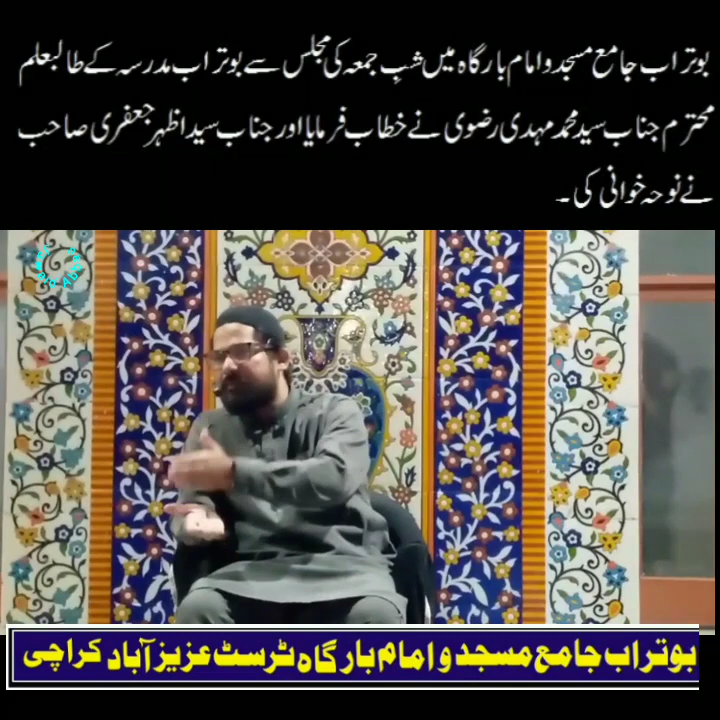 بوتراب جامع مسجد و امام بارگاہ میں شبِ جمعہ کی مجلس سے بوتراب مدرسہ کے طالبعلم
محترم جناب سید محمد مہدی رضوی نے خطاب فرمایا اور جناب سید اظہر جعفری صاحب
نے نوحہ خوانی کی۔
بوتراب جامع مسجد و امام بارگاہ ٹرسٹ عزیزآباد کراچی